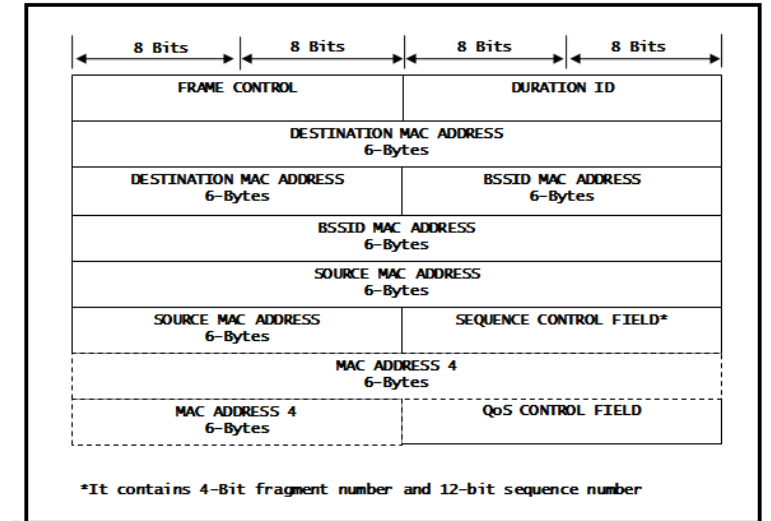 8 Bits 8 Bits 8 Bits 8 Bits
FRAME CONTROL DURATION ID
DESTINATION MAC ADDRESS
6-Bytes
DESTINATION MAC ADDRESS BSSID MAC ADDRESS
6-Bytes 6-Bytes
BSSID MAC ADDRESS
6-Bytes
SOURCE MAC ADDRESS
6-Bytes
SOURCE MAC ADDRESS SEQUENCE CONTROL FIELD*
6-Bytes
MAC ADDRESS 4
6-Bytes
MAC ADDRESS 4 QoS CONTROL FIELD
6-Bytes
*It contains 4-Bit fragment number and 12-bit sequence number